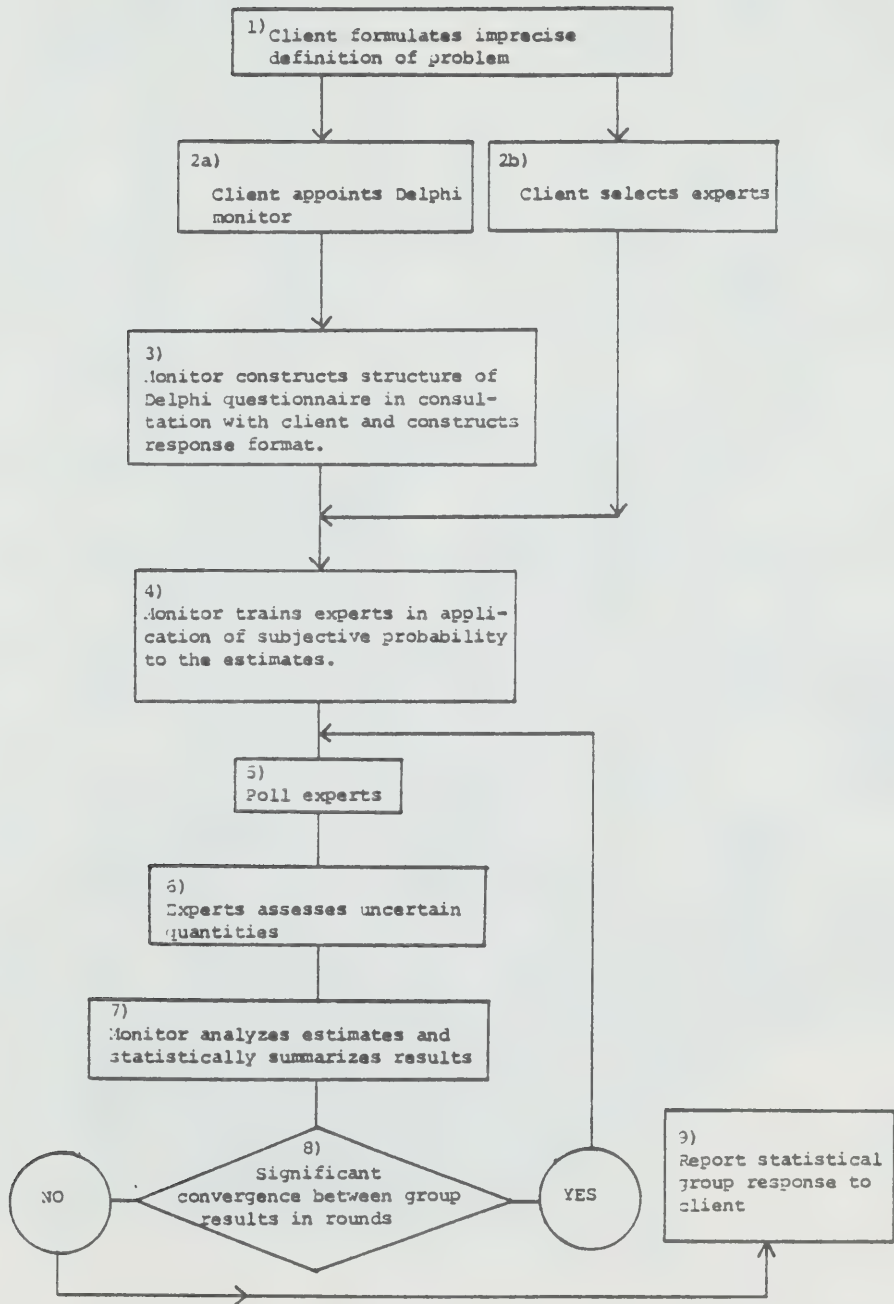 1) Client formulates imprecise
definition of problem
2a)
Client appoints Delphi
monitor
2b)
Client selects experts
3)
Monitor constructs structure of
Delphi questionnaire in consul-
tation with client and constructs
response format.
4)
Monitor trains experts in appli-
cation of subjective probability
to the estimates.
5)
Poll experts
6)
Experts assesses uncertain
quantities
7)
Monitor analyzes estimates and
statistically summarizes results
8)
Significant
convergence between group
results in rounds
NO
YES
9)
Report statistical
group response to
client